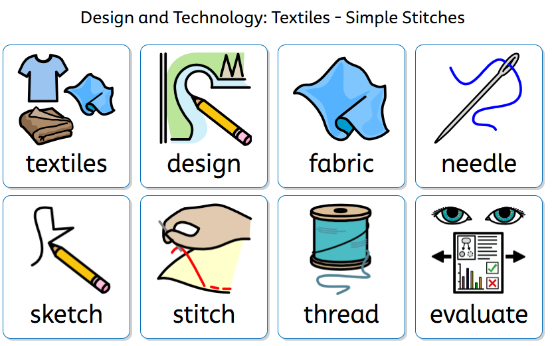 Design and Technology: Textiles - Simple Stitches
textiles design fabric needle
sketch stitch thread evaluate